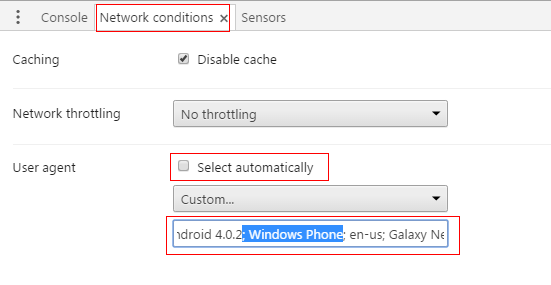 Console Network conditions × Sensors
Caching Disable cache
Network throttling No throttling
User agent Select automatically
Custom...
ndroid 4.0.2; Windows Phone; en-us; Galaxy Ne